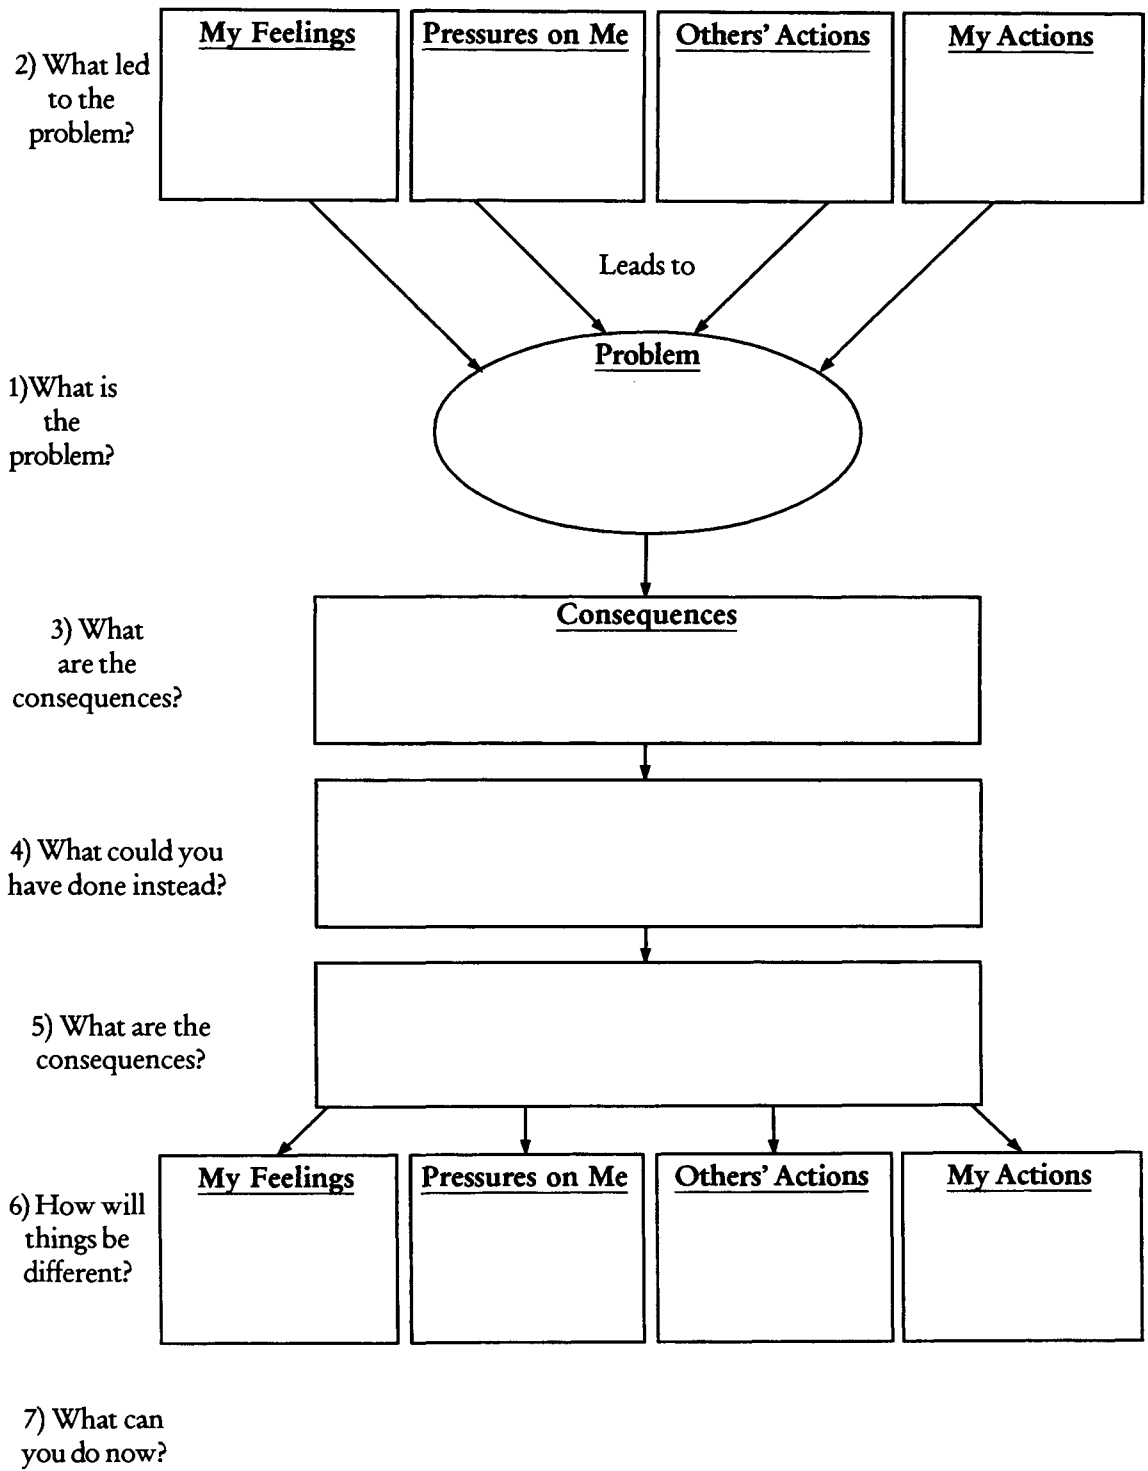 My Feelings
Pressures on Me
Others' Actions
My Actions
2) What led
to the
problem?
Leads to
Problem
1)What is
the
problem?
Consequences
3) What
are the
consequences?
4) What could you
have done instead?
5) What are the
consequences?
My Feelings
Pressures on Me
Others' Actions
My Actions
6) How will
things be
different?
7) What can
you do now?